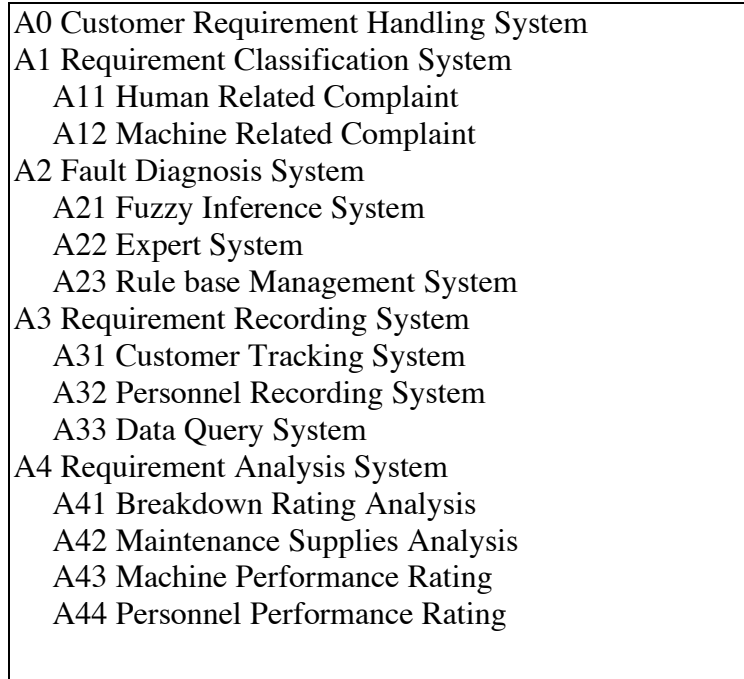 A0 Customer Requirement Handling System
A1 Requirement Classification System
A11 Human Related Complaint
A12 Machine Related Complaint
A2 Fault Diagnosis System
A21 Fuzzy Inference System
A22 Expert System
A23 Rule base Management System
A3 Requirement Recording System
A31 Customer Tracking System
A32 Personnel Recording System
A33 Data Query System
A4 Requirement Analysis System
A41 Breakdown Rating Analysis
A42 Maintenance Supplies Analysis
A43 Machine Performance Rating
A44 Personnel Performance Rating